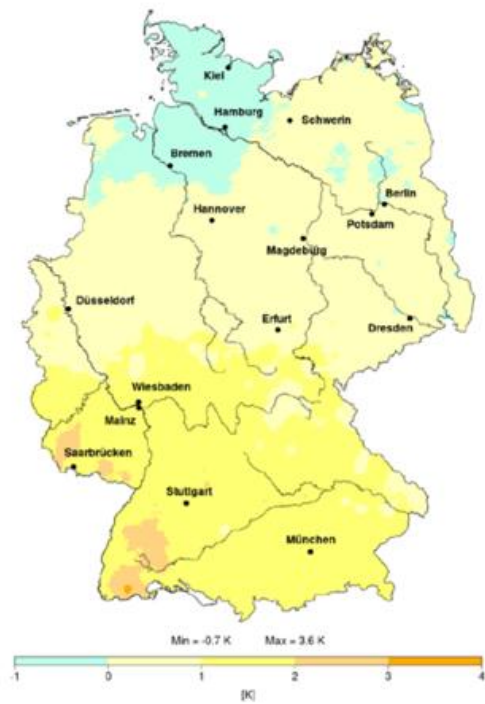 Kiel
Hamburg
Schwerin
Bremen
Berlin
Hannover
Potsdam
Magdeburg
Düsseldorf
Erfurt
Dresden
Wiesbaden
Mainz
Saarbrücken
Stuttgart
München
Min = -0.7 K Max = 3.6 K
-1 0 1 2 3 4
[K]